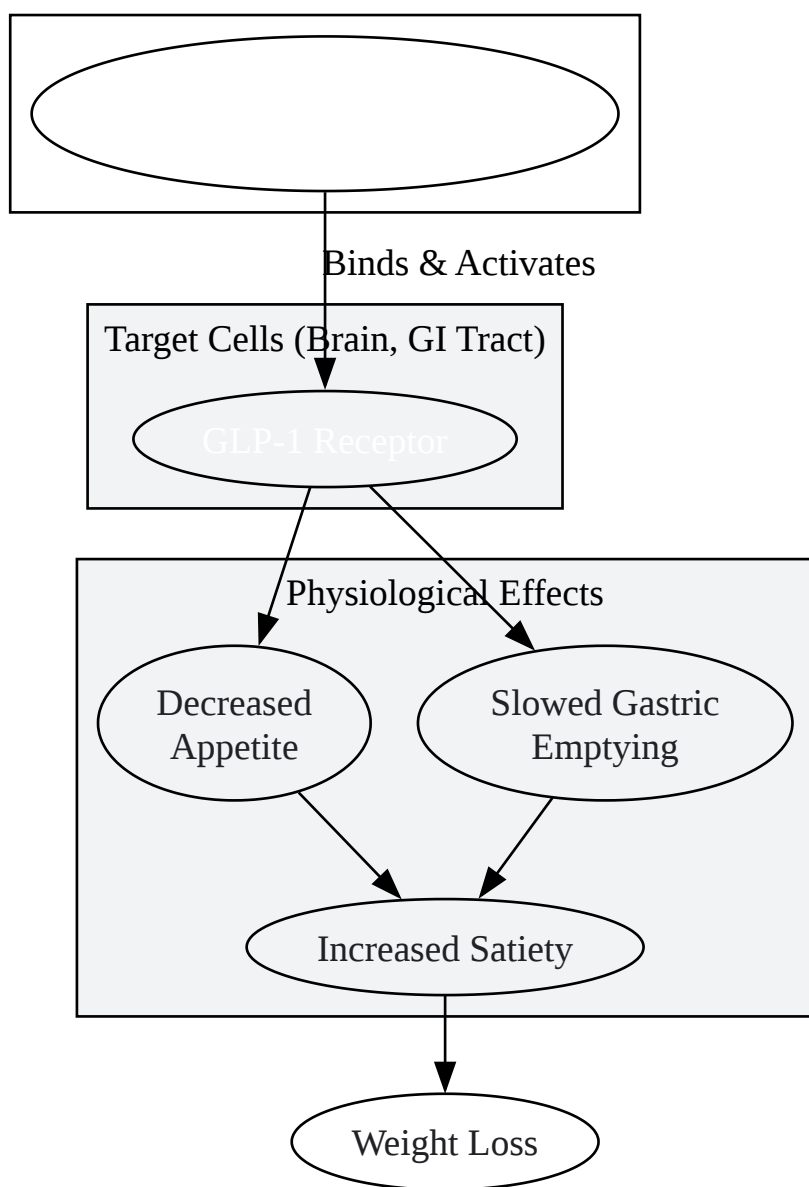 Binds & Activates
Target Cells (Brain, GI Tract)
GLP-1 Receptor
Physiological Effects
Decreased
Appetite
Slowed Gastric
Emptying
Increased Satiety
Weight Loss